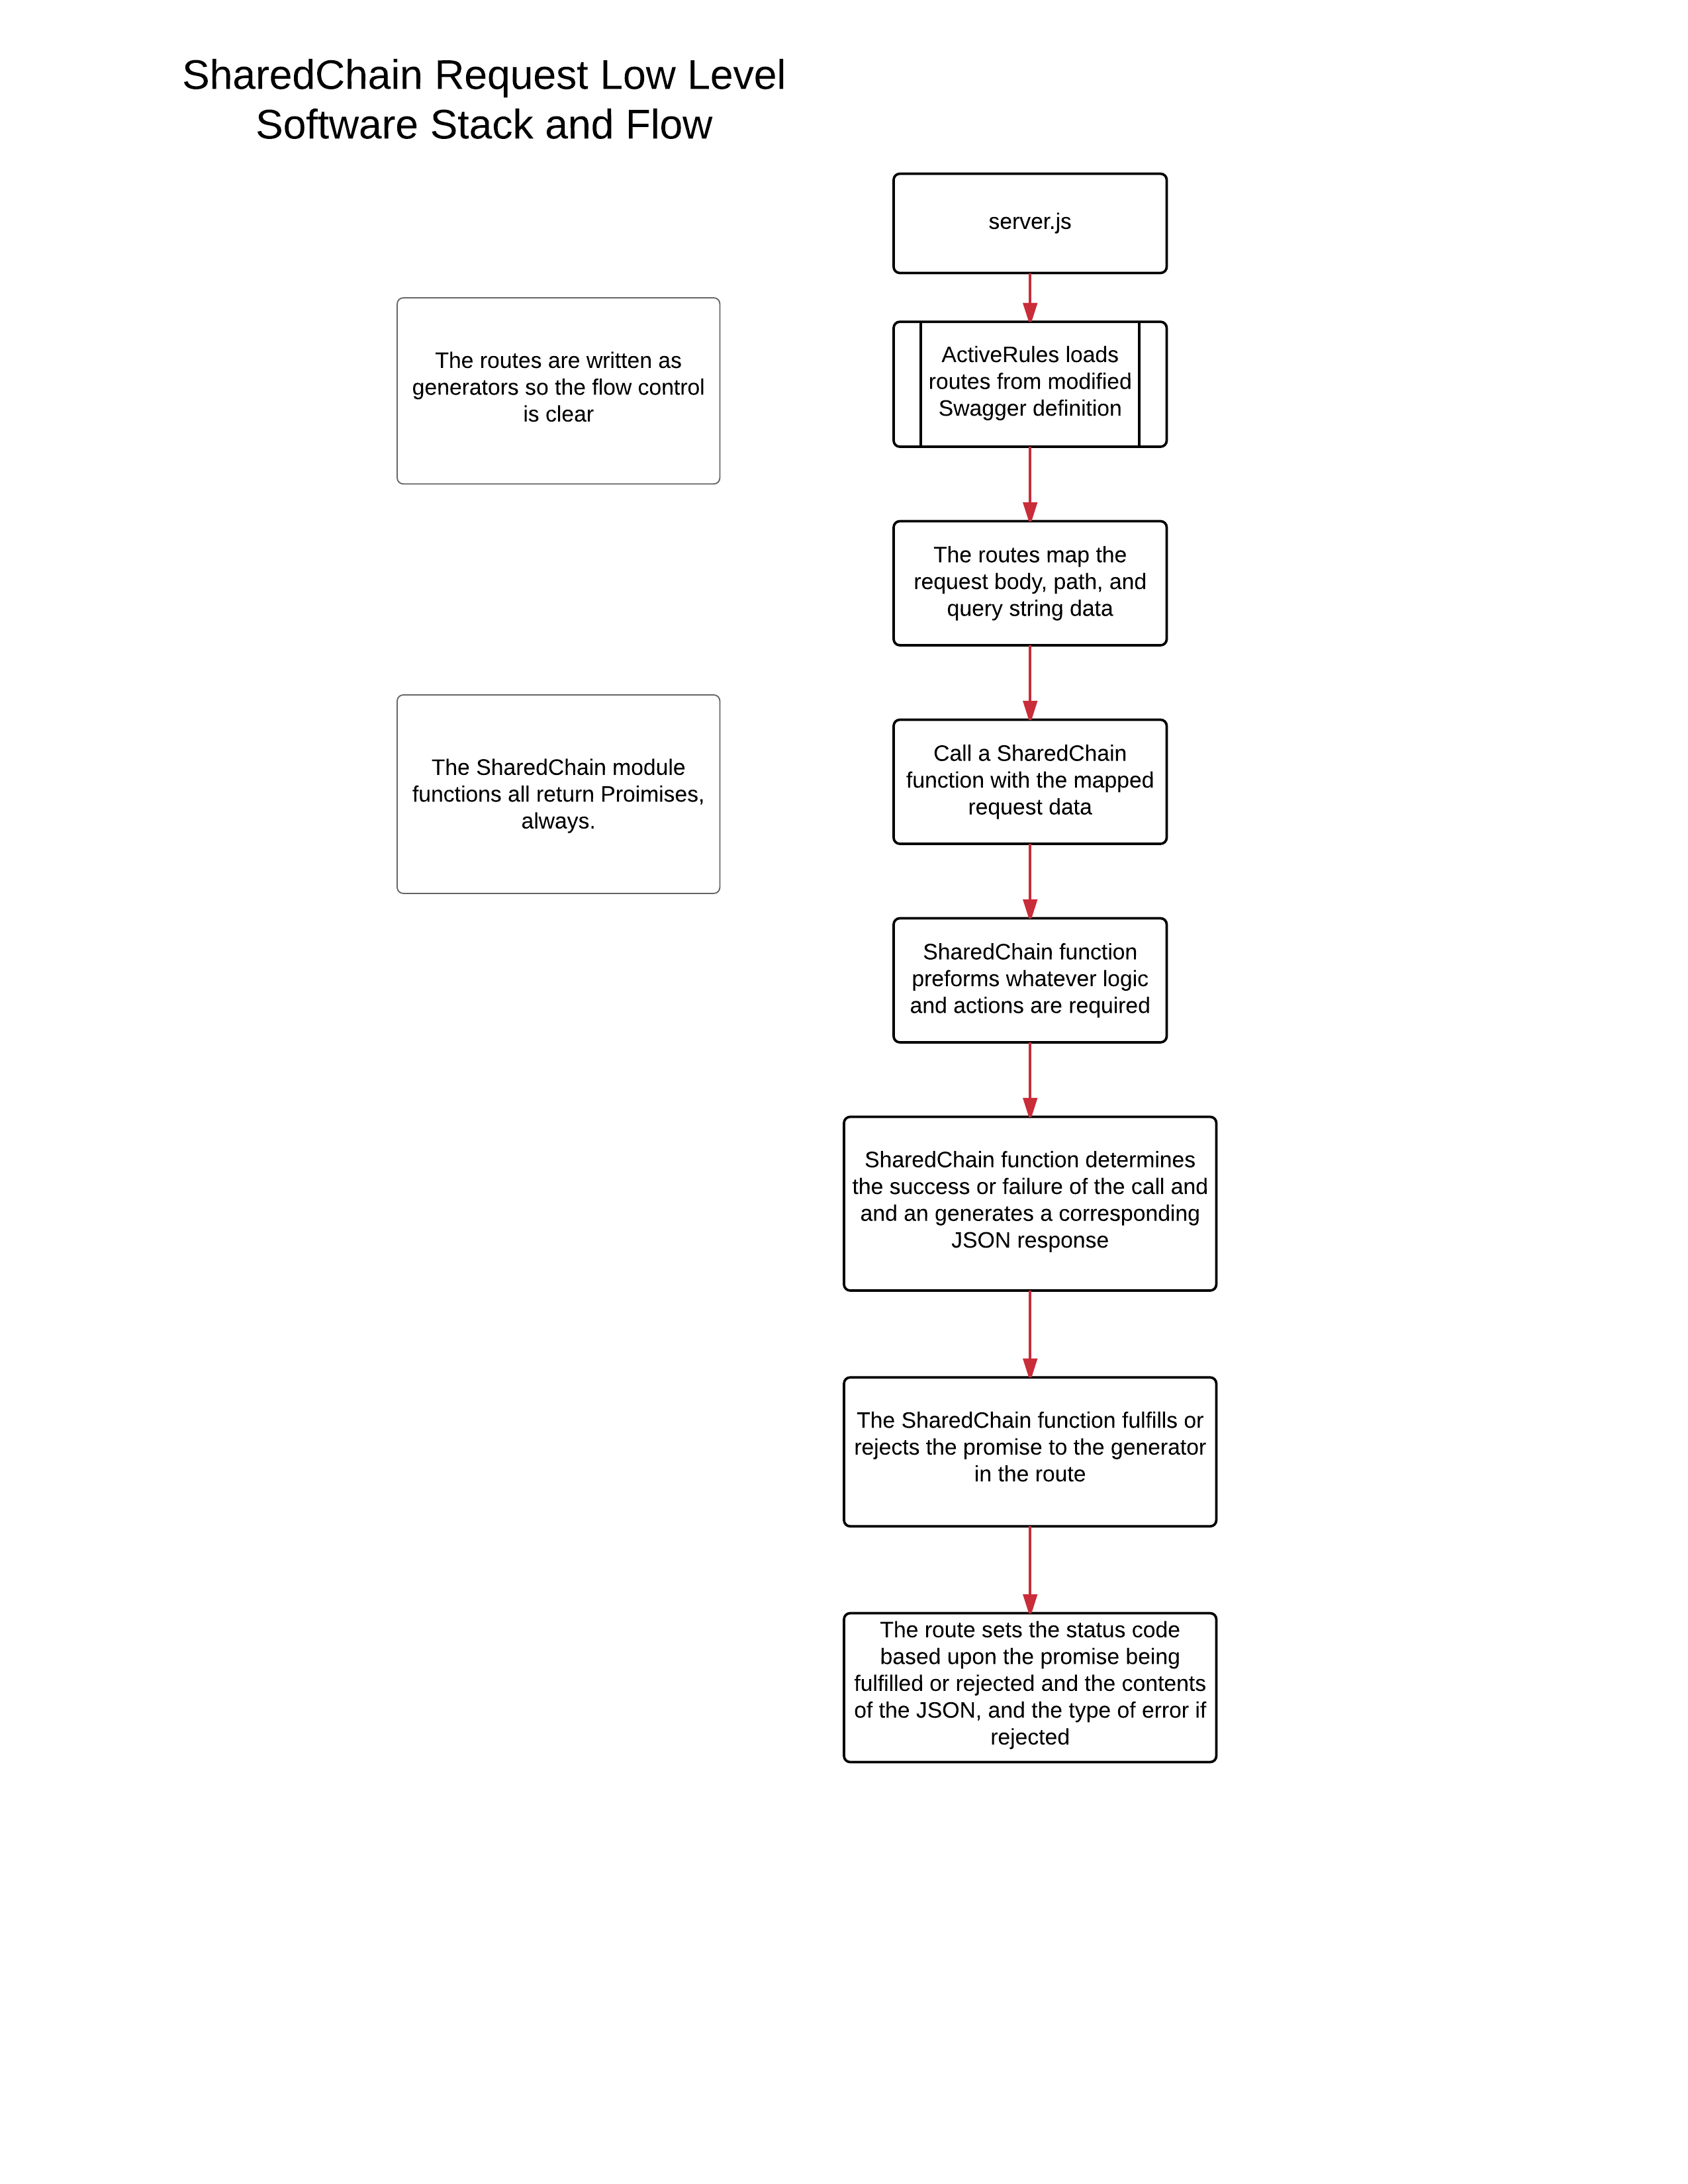 SharedChain Request Low Level
Software Stack and Flow
server.js
The routes are written as
generators so the flow control
is clear
ActiveRules loads
routes from modified
Swagger definition
The routes map the
request body, path, and
query string data
The SharedChain module
functions all return Proimises,
always.
Call a SharedChain
function with the mapped
request data
SharedChain function
preforms whatever logic
and actions are required
SharedChain function determines
the success or failure of the call and
and an generates a corresponding
JSON response
The SharedChain function fulfills or
rejects the promise to the generator
in the route
The route sets the status code
based upon the promise being
fulfilled or rejected and the contents
of the JSON, and the type of error if
rejected